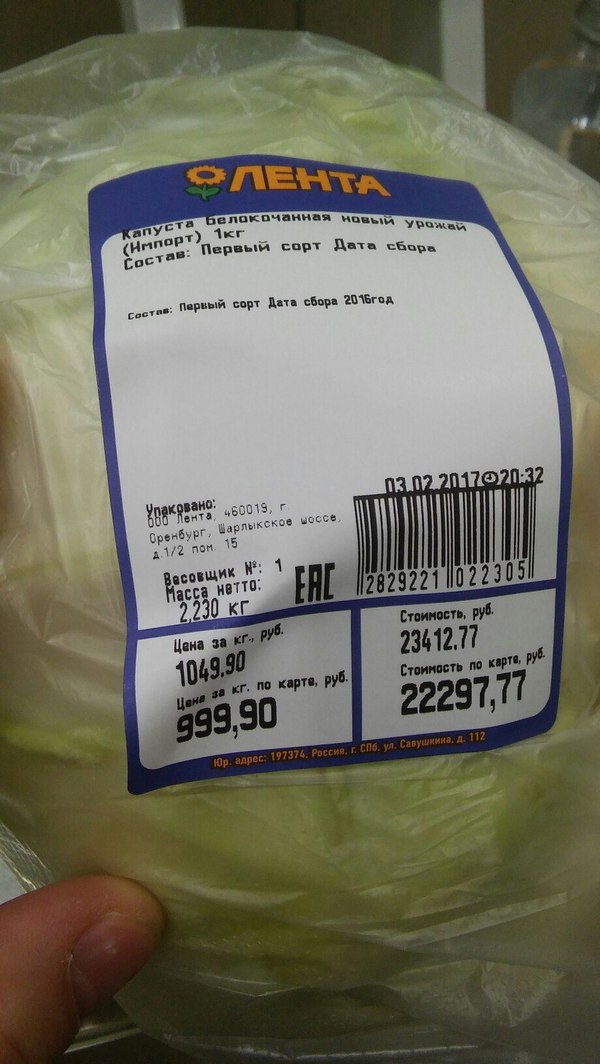 ЛЕНТА
Капуста белокочанная новый урожай
(Импорт) 1кг
Состав: Первый сорт Дата сбора
Состав: Первый сорт Дата сбора 2016год
03.02.2017 20:32
Упаковано:
ООО Лента, 460019, г.
Оренбург, Шарлыкское шоссе,
д.1/2 пом. 15
Весовщик №: 1
Масса нетто:
2,230 кг
EAC
2829221 022305
Цена за кг., руб.
1049.90
Цена за кг. по карте, руб.
999,90
Стоимость, руб.
23412.77
Стоимость по карте, руб.
22297,77
Юр. адрес: 197374, Россия, г. СПб, ул. Савушкина, д. 112